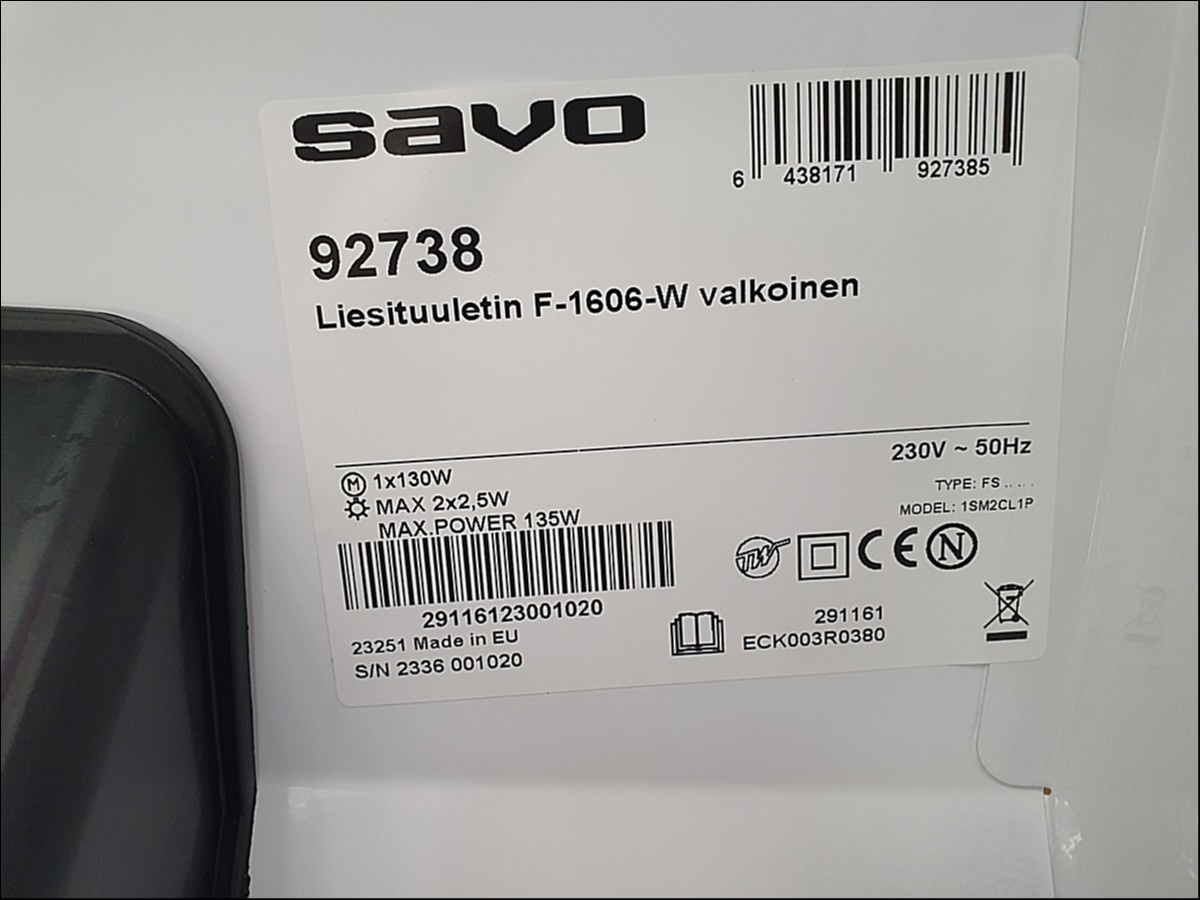 savo
6 438171 927385
92738
Liesituuletin F-1606-W valkoinen
230V ~ 50Hz
M 1x130W
MAX 2x2,5W
MAX.POWER 135W
TYPE: FS .. . .
MODEL: 1SM2CL1P
CE N
29116123001020
23251 Made in EU
S/N 2336 001020
291161
ECK003R0380